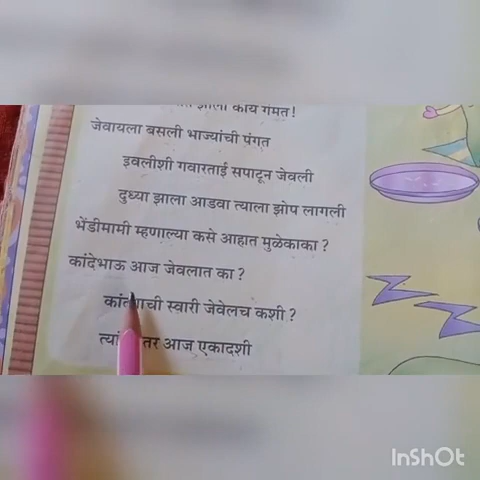 झाली काय गंमत!
जेवायला बसली भाज्यांची पंगत
इवलीशी गवारताई सपाटून जेवली
दुध्या झाला आडवा त्याला झोप लागली
भेंडीमामी म्हणाल्या कसे आहात मुळेकाका ?
कांदेभाऊ आज जेवलात का ?
स्वारी जेवेलच कशी ?
आज एकादशी
InShOt